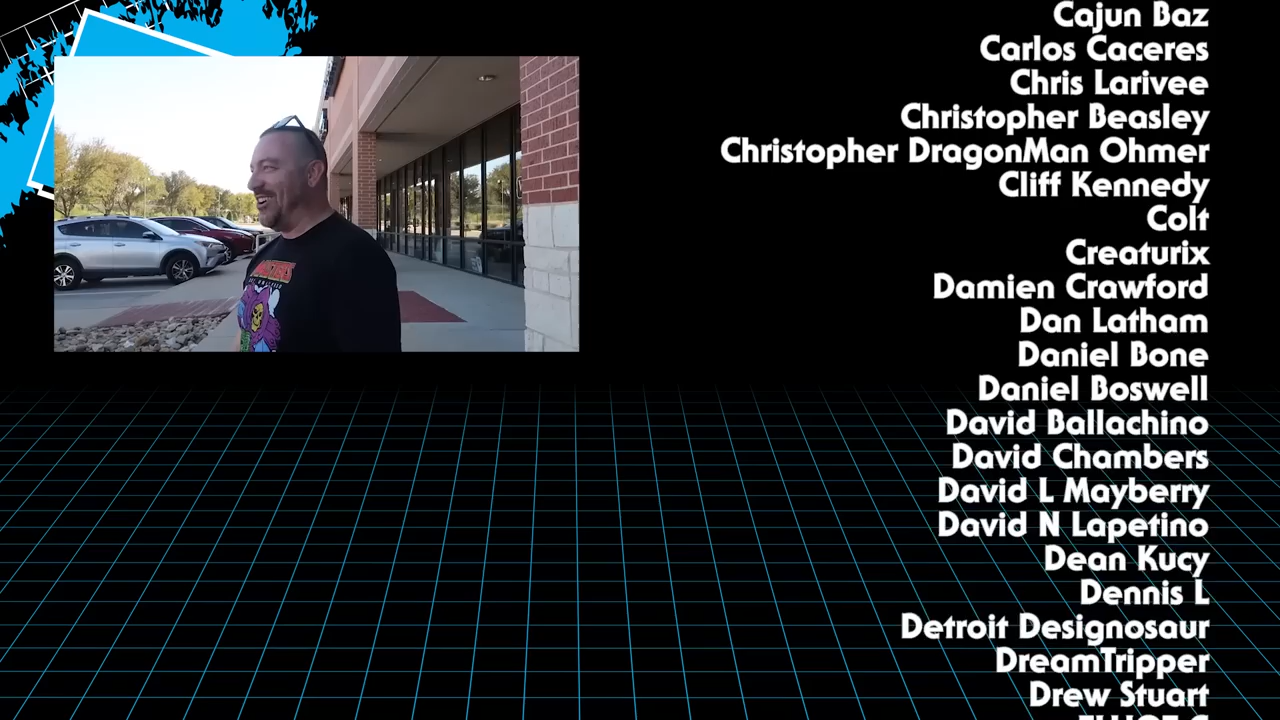 Cajun Baz
Carlos Caceres
Chris Larivee
Christopher Beasley
Christopher DragonMan Ohmer
Cliff Kennedy
Colt
Creaturix
Damien Crawford
Dan Latham
Daniel Bone
Daniel Boswell
David Ballachino
David Chambers
David L Mayberry
David N Lapetino
Dean Kucy
Dennis L
Detroit Designosaur
DreamTripper
Drew Stuart